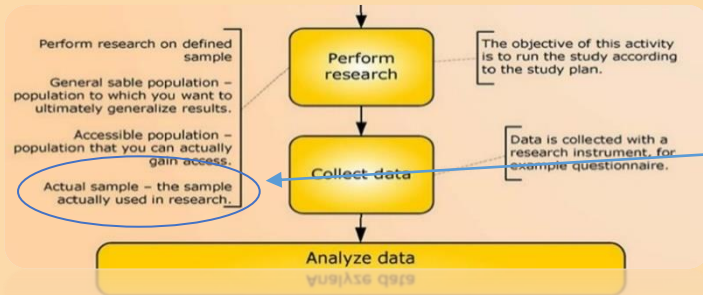 Perform research on defined
sample
General sable population –
population to which you want to
ultimately generalize results.
Accessible population –
population that you can actually
gain access.
Actual sample – the sample
actually used in research.
Perform
research
The objective of this activity
is to run the study according
to the study plan.
Collect data
Data is collected with a
research instrument, for
example questionnaire.
Analyze data